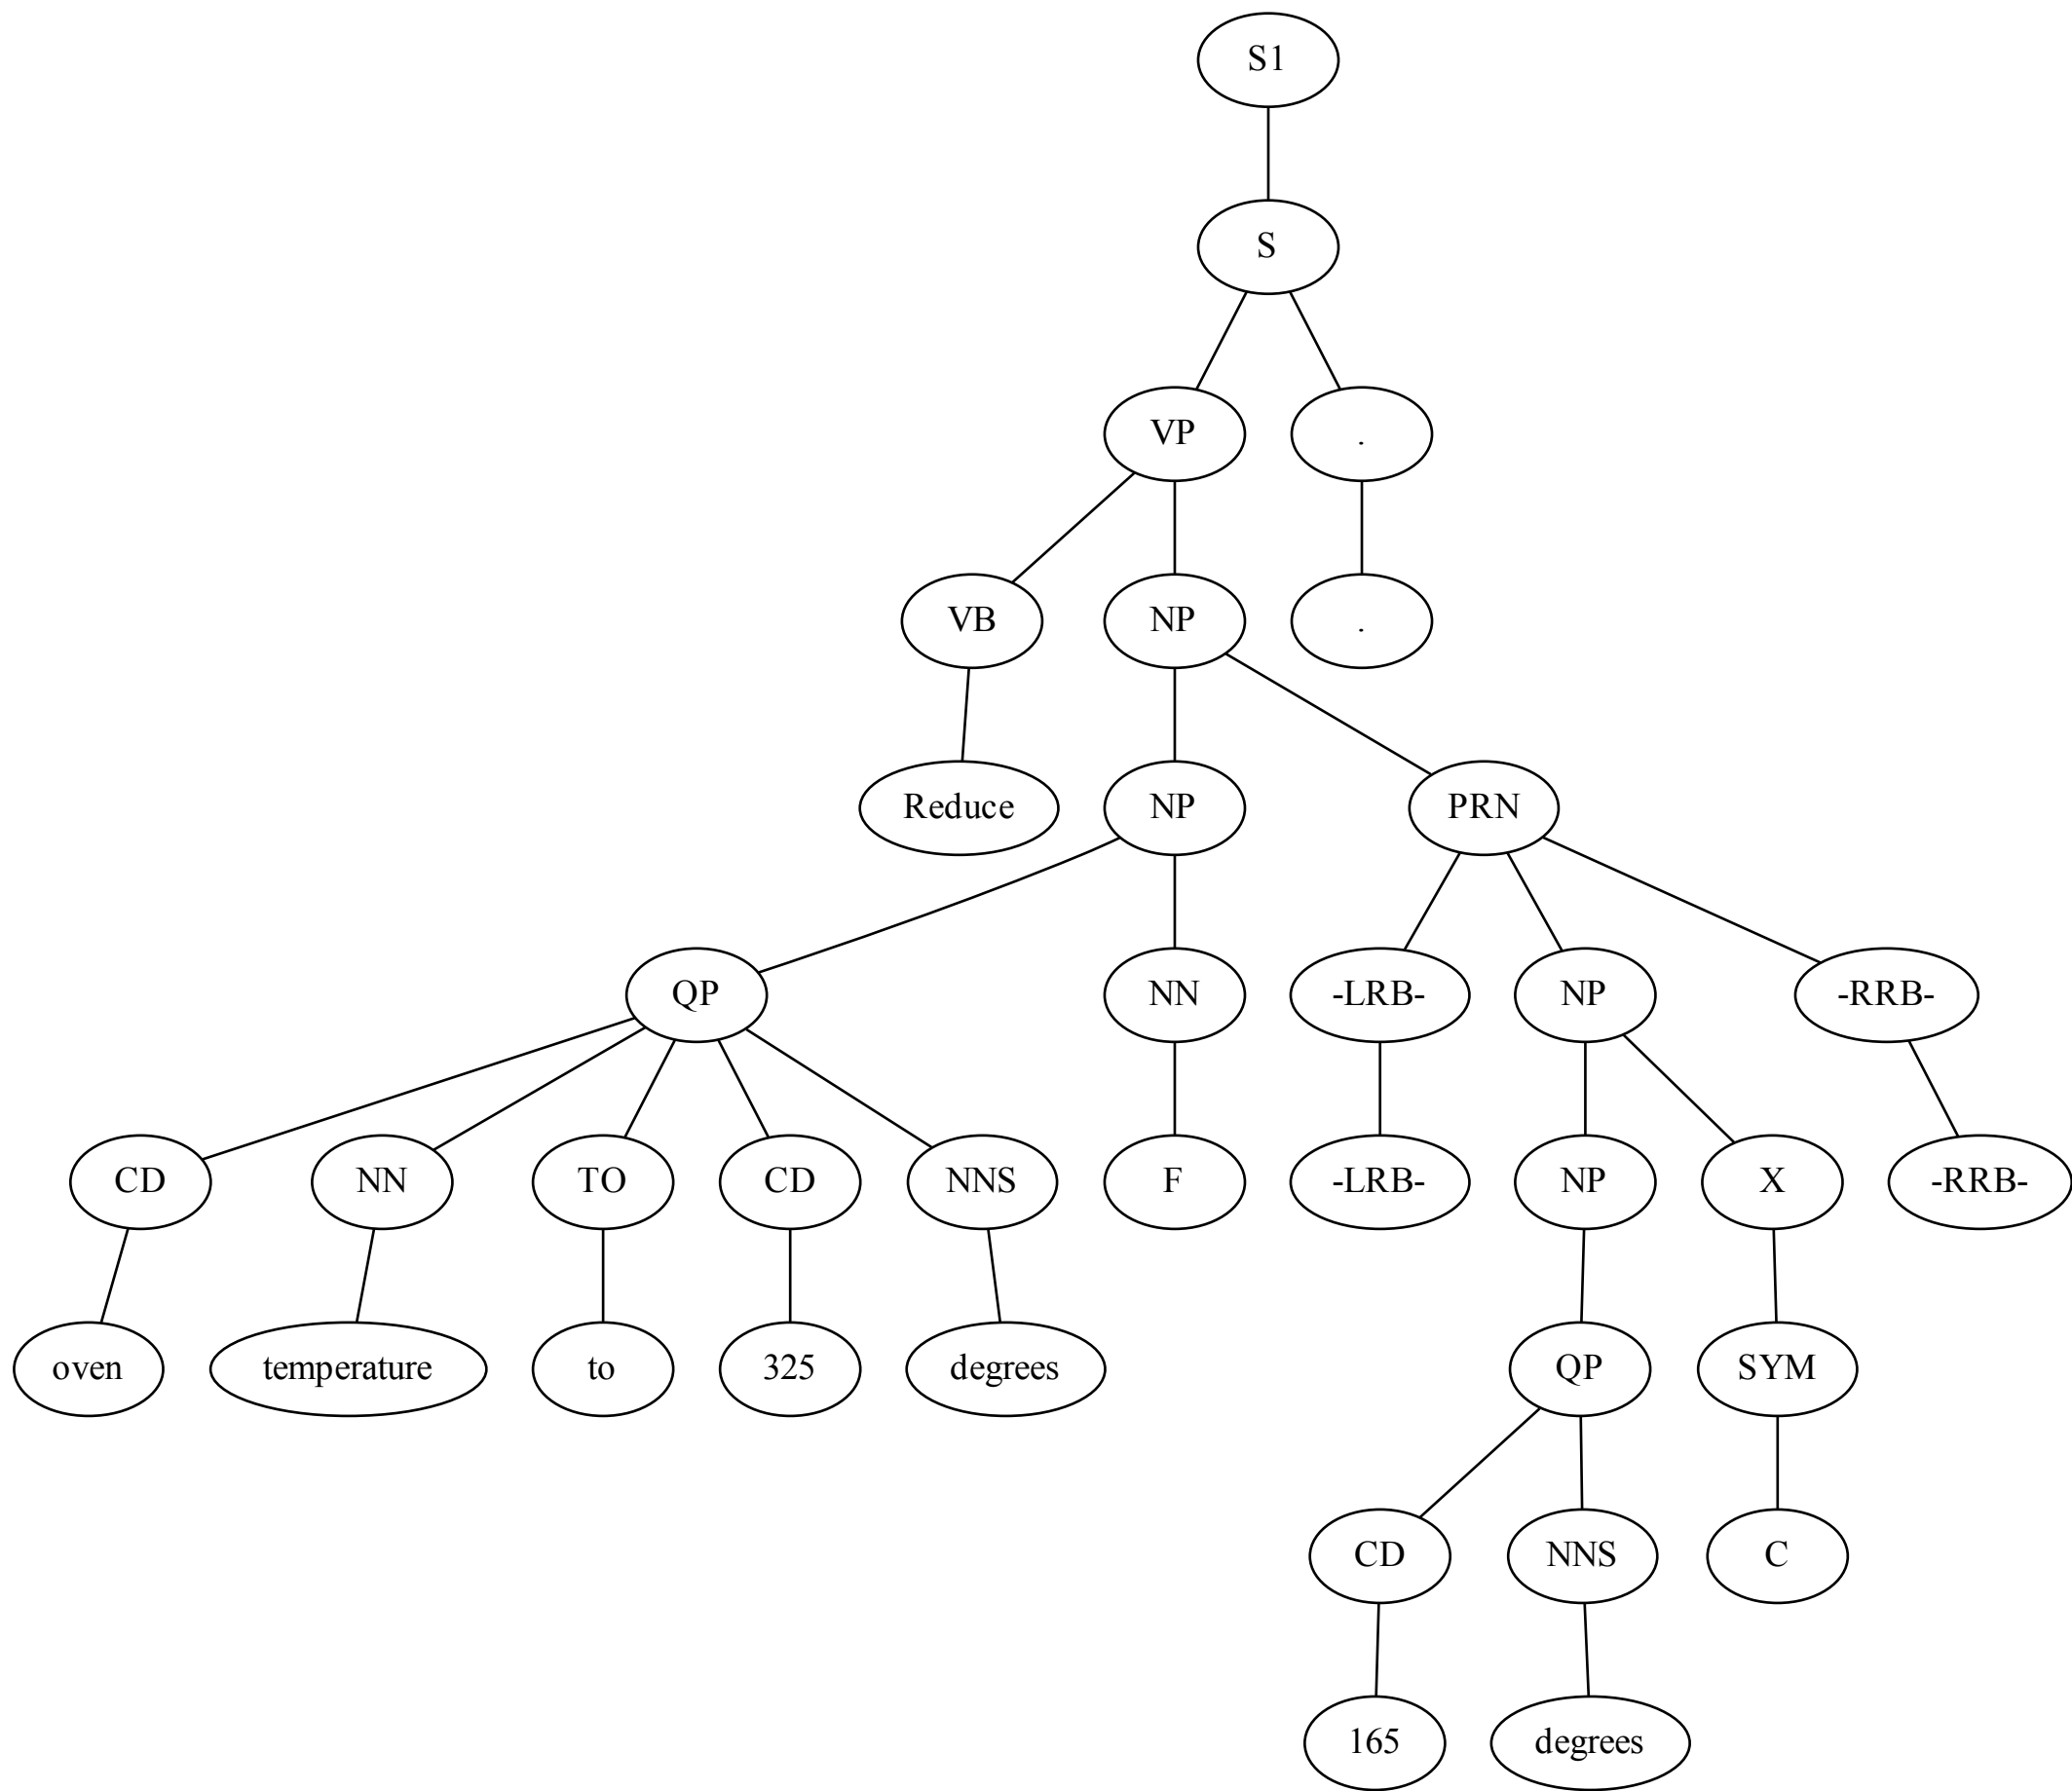 S1
S
VP .
VB NP .
Reduce NP PRN
QP NN -LRB- NP -RRB-
CD NN TO CD NNS F -LRB- NP X -RRB-
oven temperature to 325 degrees QP SYM
CD NNS C
165 degrees